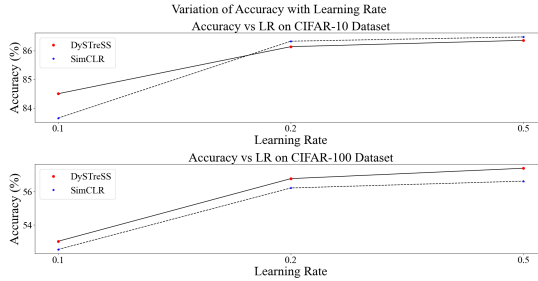 Variation of Accuracy with Learning Rate
Accuracy vs LR on CIFAR-10 Dataset
Accuracy (%)
86
85
84
DySTreSS
SimCLR
0.1
0.2
0.5
Learning Rate
Accuracy vs LR on CIFAR-100 Dataset
Accuracy (%)
56
54
DySTreSS
SimCLR
0.1
0.2
0.5
Learning Rate